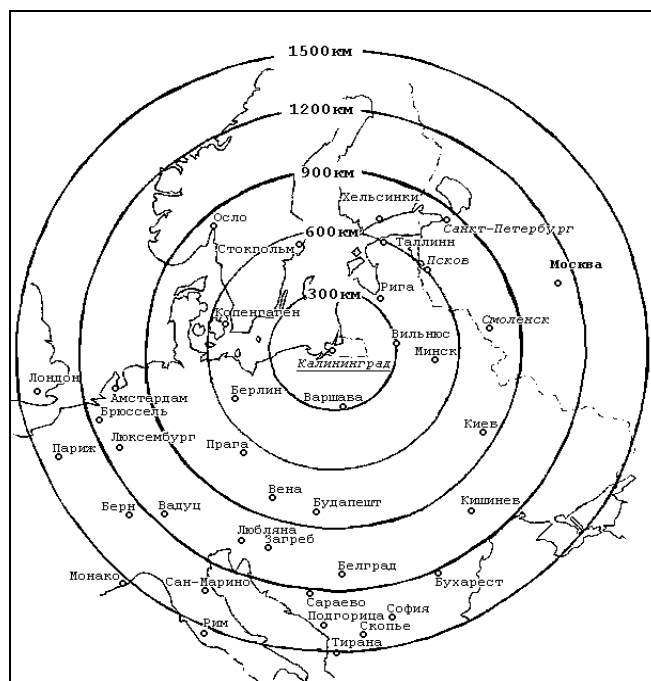 1500км
1200км
900км
Хельсинки
Осло
Санкт-Петербург
600км
Стокгольм
Таллинн
Псков
Москва
300км
Рига
Копенгаген
Смоленск
Вильнюс
Минск
Калининград
Лондон
Амстардам
Берлин
Варшава
Брюссель
Люксембург
Киев
Париж
Прага
Вена
Будапешт
Кишинев
Берн
Вадуц
Любляна
Загреб
Белград
Монако
Сан-Марино
Бухарест
Сараево
София
Подгорица
Рим
Скопье
Тирана